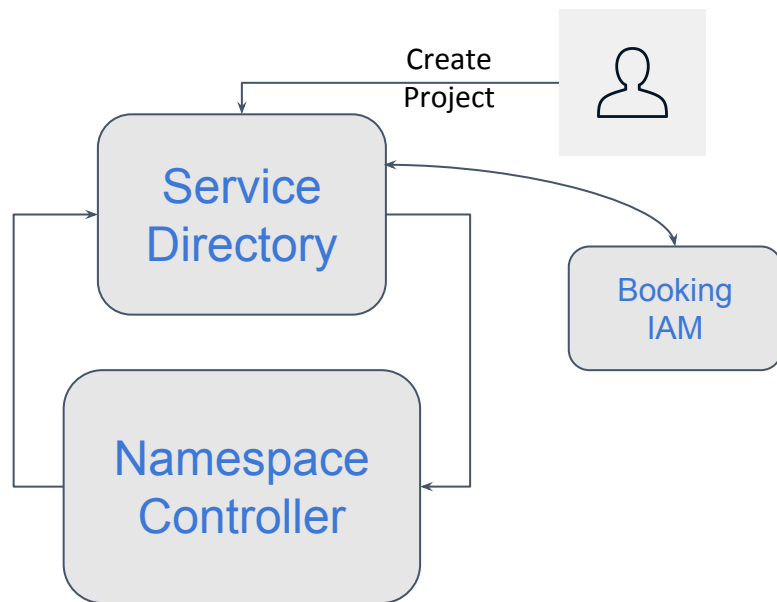 Create
Project
Service
Directory
Booking
IAM
Namespace
Controller